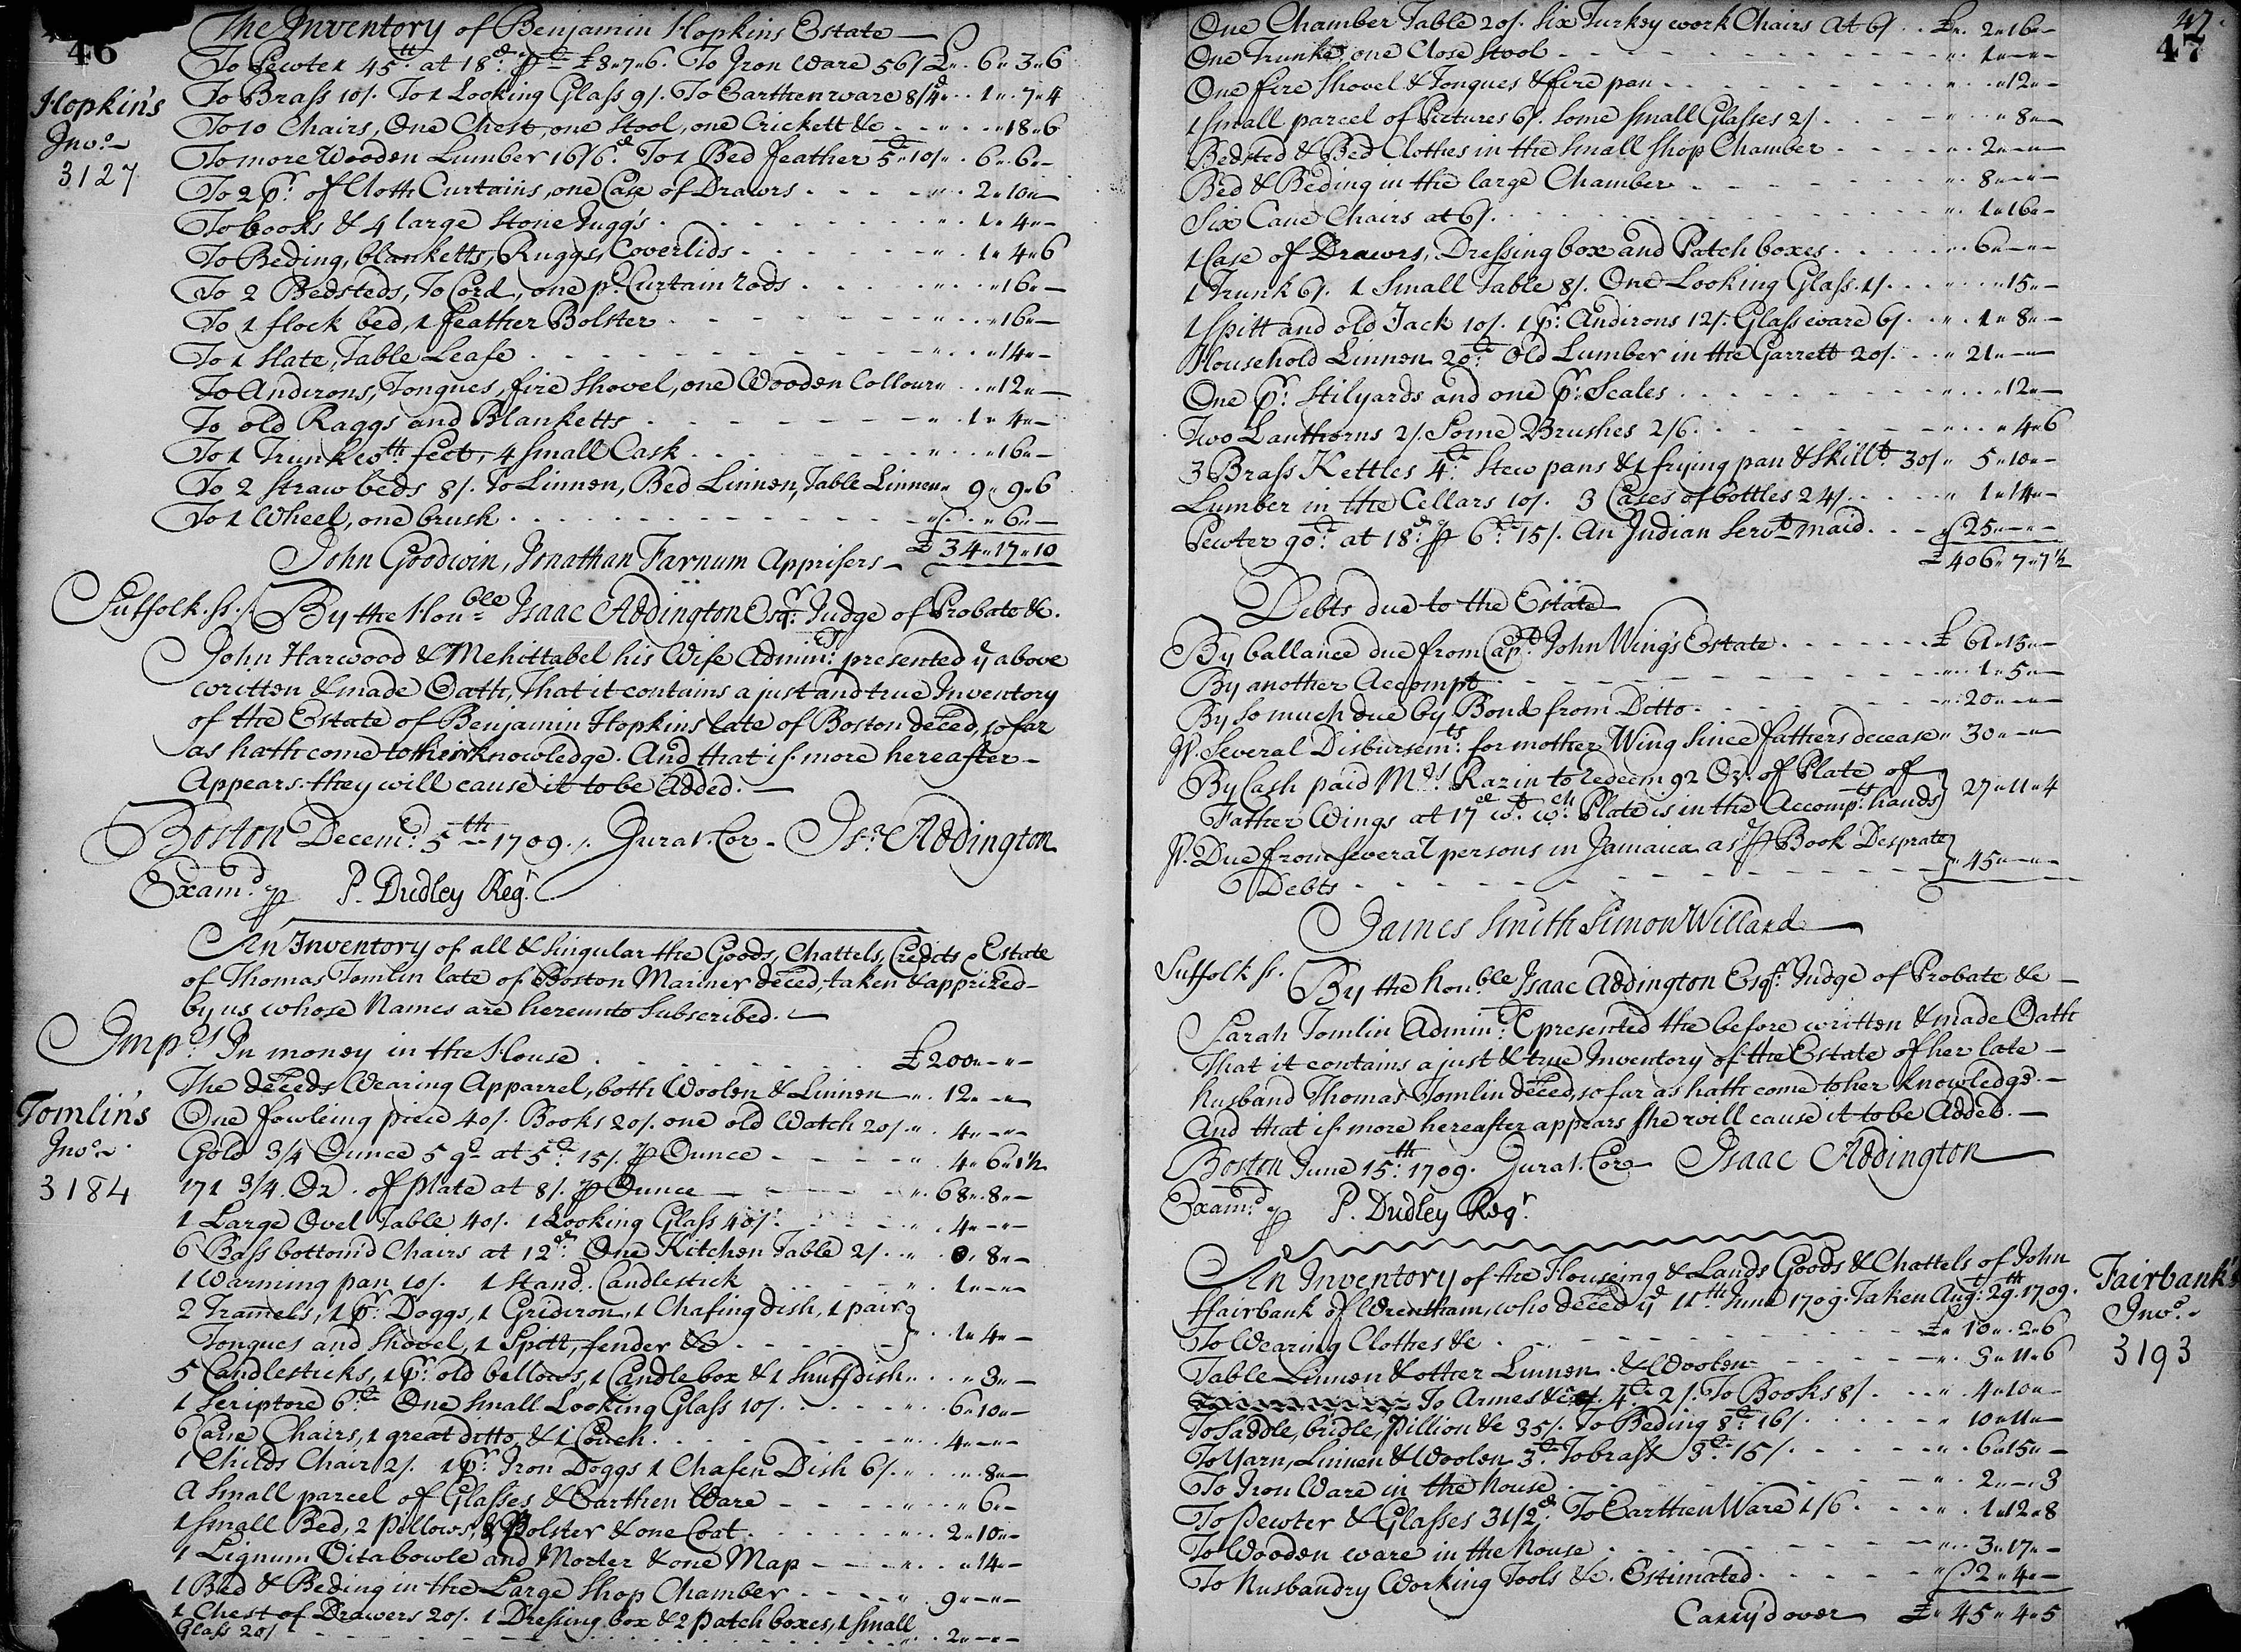 46
The Inventory of Benjamin Hopkins Estate
To Pewter 45tt. at 18d. ⅌ £ 3"7"6. To Iron Ware 56/ £" 6" 3"6
Hopkin's
Invo.
3127
To Brass 10/. To 1 Looking Glass 9/. To Earthenware 8/4d " 1" 7"4
To 10 Chairs, One Chest, one Stool, one Crickett &c " "18"6
To more Wooden Lumber 16/6d. To 1 Bed feather 5£"10/" 6" 6"—
To 2 pr. of Cloth Curtains, one Case of Drawrs " 2"10"—
To books & 4 large Stone Juggs " 1" 4"—
To Beding, blanketts, Ruggs, Coverlids " 1" 4"6
To 2 Bedsteds, To Cord, one pr. Curtain rods " "16"—
To 1 flock bed, 1 feather Bolster " "16"—
To 1 Slate, Table Leafe " "14"—
To Andirons, Tongues, fire Shovel, one Wooden Collour " "12"—
To old Raggs and Blanketts " 1" 4"—
To 1 Trunk wth. feet, 4 small Cask " "16"—
To 2 Straw beds 8/. To Linnen, Bed Linnen, Table Linnen " 9" 9"6
To 1 Wheel, one brush " " 6"—
John Goodwin, Jonathan Farnum Apprisers £ 34"17"10
Suffolk. ss. By the Honble Isaac Addington Esqr. Judge of Probate &c.
John Harwood & Mehittabel his Wife Admin: presented ye above
written & made Oath, That it contains a just and true Inventory
of the Estate of Benjamin Hopkins late of Boston deced, so far
as hath come to their knowledge. And that if more hereafter
Appears they will cause it to be Added.
Boston Decemr. 5th 1709. Jurat. Cor. Isa. Addington
Examd. ⅌ P. Dudley Regr.
An Inventory of all & Singular the Goods, Chattels, Credits & Estate
of Thomas Tomlin late of Boston Mariner deced, taken & apprized
by us whose Names are hereunto Subscribed.
Imps. In money in the House £ 200"—"—
The deceds Wearing Apparrel, both Woolen & Linnen " 12"—"—
Tomlin's
Invo.
3184
One fowleing piece 40/. Books 20/. one old Watch 20/. " 4"—"—
Gold 3/4 Ounce 5 g at 5£: 15/. ⅌ Ounce " 4" 6"1½
171 3/4. Oz. of plate at 8/. ⅌ Ounce " 68" 8"—
1 Large Ovel Table 40/. 1 Looking Glass 40/. " 4"—"—
6 Bass bottom'd Chairs at 12d. One Kitchen Table 2/. " 0" 8"—
1 Warming pan 10/. 1 Stand. Candlestick " 1"—"—
2 Tramels, 1 pr. Doggs, 1 Gridiron, 1 Chafing dish, 1 pair
Tongues and Shovel, 1 Spitt, fender &c } " 1" 4"—
5 Candlesticks, 1 pr. old bellows, 1 Candle box & 1 Snuff dish " " 3"—
1 Scriptore 6£. One small Looking Glass 10/. " 6"10"—
6 Cane Chairs, 1 great ditto, & 1 Couch " 4"—"—
1 Childs Chair 2/. 1 pr. Iron Doggs 1 Chafen Dish 6/. " " 8"—
A small parcel of Glasses & Earthen Ware " " 6"—
1 small Bed, 2 pillows, & Bolster & one Coat " 2"10"—
1 Lignum Vita bowle and Morter & one Map " "14"—
1 Bed & Beding in the Large Shop Chamber " 9"—"—
1 Chest of Drawers 20/. 1 Dressing box & 2 patch boxes, 1 small
Glass 20/ " 2"—"—
47
47
One Chamber Table 20/. Six Turkey work Chairs At 6/ £" 2"16"—
One Trunke, one Close Stool " 1"—"—
One fire Shovel & Tongues & fire pan " "12"—
1 small parcel of Pictures 6/. Some small Glasses 2/. " " 8"—
Bedsted & Bed Clothes in the small Shop Chamber " 2"—"—
Bed & Beding in the large Chamber " 8"—"—
Six Cane Chairs at 6/. " 1"16"—
1 Case of Drawrs, Dressing box and Patch boxes " 6"—"—
1 Trunk 6/. 1 Small Table 8/. One Looking Glass 1/. " "15"—
1 Spitt and old Jack 10/. 1 pr. Andirons 12/. Glass ware 6/. " 1" 8"—
Household Linnen 20£. Old Lumber in the Garrett 20/. " 21"—"—
One pr. Stilyards and one pr. Scales " "12"—
Two Lanthorns 2/. Some Brushes 2/6 " " 4"6
3 Brass Kettles 4£. Stew pans & 1 frying pan & Skillt. 30/ " 5"10"—
Lumber in the Cellars 10/. 3 Cases of bottles 24/. " 1"14"—
Pewter 90 at 18d. ⅌ 6£: 15/. An Indian Servt. maid " 25"—"—
£ 406" 7"7½
Debts due to the Estate
By ballance due from Capt. John Wing's Estate £ 61"15"—
By another Accompt " 1" 5"—
By so much due by Bond from Ditto " 20"—"—
By. Several Disbursemts. for mother Wing since fathers decease " 30"—"—
By Cash paid Mrs. Razin to redeem 92 Oz. of Plate of
Father Wings at 17 wt. wch. Plate is in the Accompts. hands } 27"11"4
By. Due from several persons in Jamaica as ⅌ Book Desprate
Debts } " 45"—"—
James Smith Simon Willard
Suffolk ss. By the Honble Isaac Addington Esqr. Judge of Probate &c
Sarah Tomlin Admin. presented the before written & made Oath
That it contains a just & true Inventory of the Estate of her late
husband Thomas Tomlin deced, so far as hath come to her knowledge.
And that if more hereafter appears She will cause it to be Added.
Boston June 15th: 1709. Jurat. Cor. Isaac Addington
Examd. ⅌ P. Dudley Regr.
An Inventory of the Houseing & Lands Goods & Chattels of John
ffairbank of Wrentham, who deced ye 11th June 1709. Taken Augt. 29th. 1709.
Fairbank's
Invo.
3193
To Wearing Clothes &c £" 10" 2"6
Table Linnen & other Linnen & Woolen " 3"11"6
To Armes &c 4£. 2/. To Books 8/. " 4"10"—
To Saddle, bridle, Pillion &c 35/. To Beding 8£: 16/. " 10"11"—
To Yarn, Linnen & Woolen 3£. To brass 3£: 15/. " 6"15"—
To Iron Ware in the house " 2"—"3
To Pewter & Glasses 31/2d. To Earthen Ware 1/6 " 1"12"8
To Wooden ware in the house " 3"17"—
To Husbandry Working Tools &c. Estimated " 2" 4"—
Carry'd over £" 45" 4"5